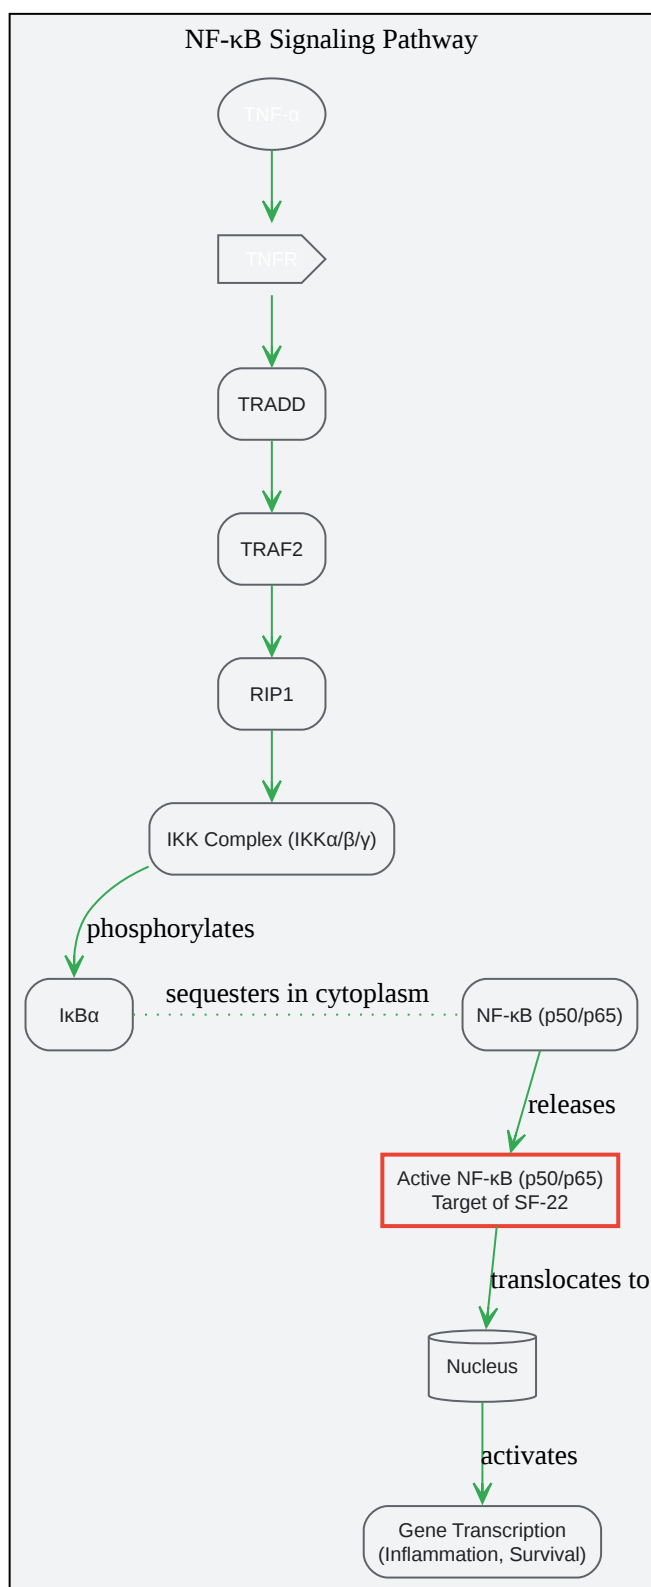 NF-κB Signaling Pathway
TNF-α
TNFR
TRADD
TRAF2
RIP1
IKK Complex (IKKα/β/γ)
phosphorylates
IκBα
sequesters in cytoplasm
NF-κB (p50/p65)
releases
Active NF-κB (p50/p65)
Target of SF-22
translocates to
Nucleus
activates
Gene Transcription
(Inflammation, Survival)